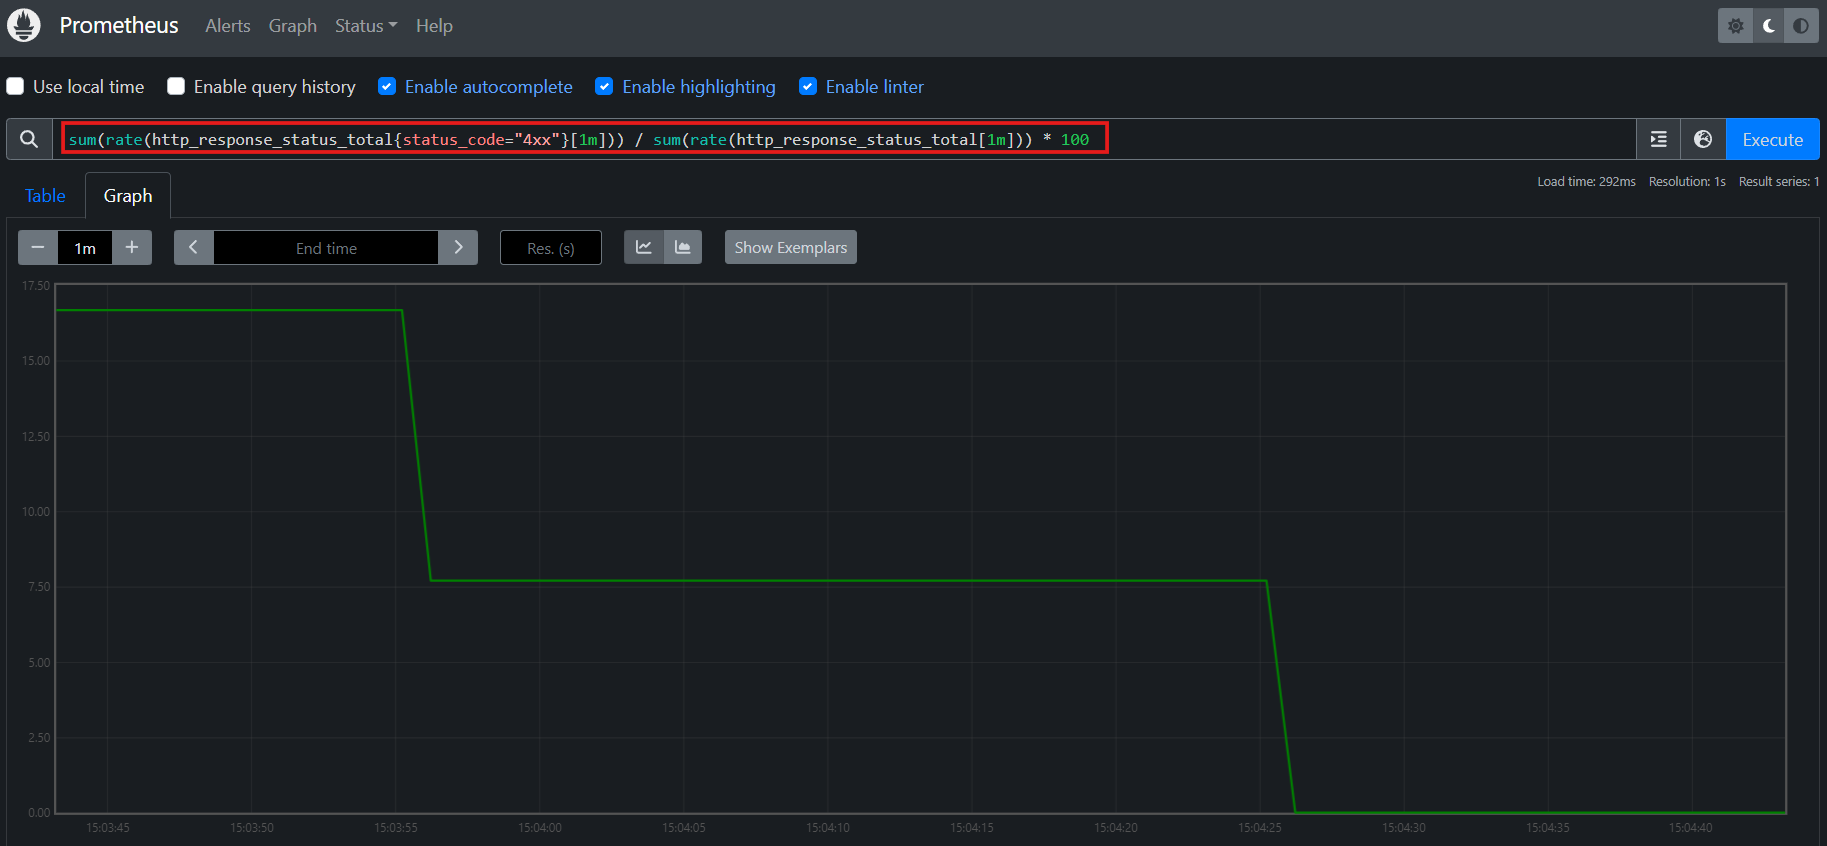 Prometheus Alerts Graph Status Help
Use local time Enable query history Enable autocomplete Enable highlighting Enable linter
sum(rate(http_response_status_total{status_code="4xx"}[1m])) / sum(rate(http_response_status_total[1m])) * 100 Execute
Load time: 292ms Resolution: 1s Result series: 1
Table Graph
1m End time Res. (s) Show Exemplars
17.50
15.00
12.50
10.00
7.50
5.00
2.50
0.00
15:03:45 15:03:50 15:03:55 15:04:00 15:04:05 15:04:10 15:04:15 15:04:20 15:04:25 15:04:30 15:04:35 15:04:40